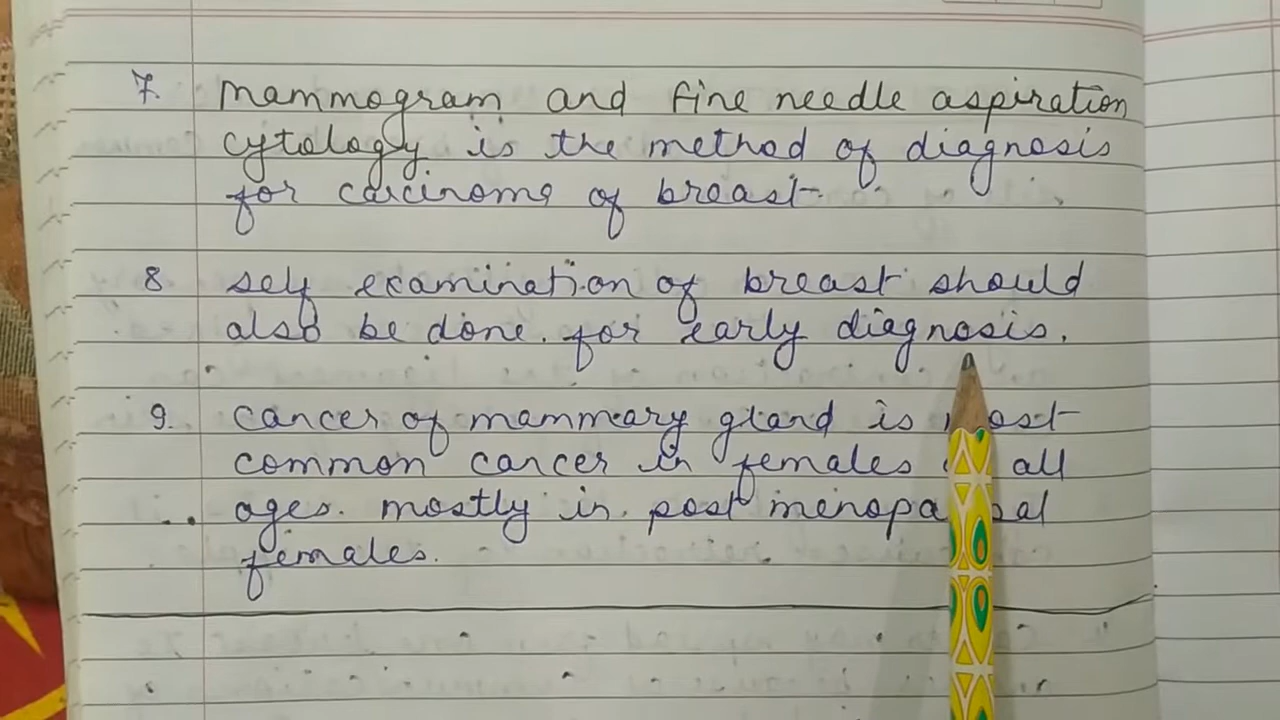 7. Mammogram and fine needle aspiration
cytology is the method of diagnosis
for carcinoma of breast.
8 self examination of breast should
also be done. for early diagnosis.
9. cancer of mammary gland is
common cancer in females all
ages. mostly in post
females.